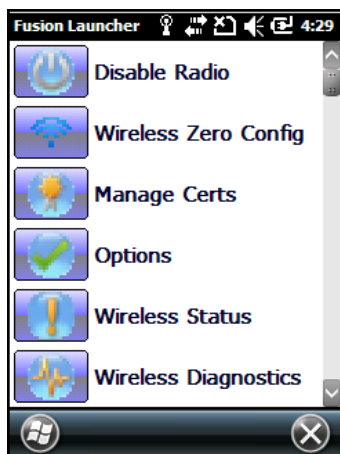 Fusion Launcher 4:29
Disable Radio
Wireless Zero Config
Manage Certs
Options
Wireless Status
Wireless Diagnostics